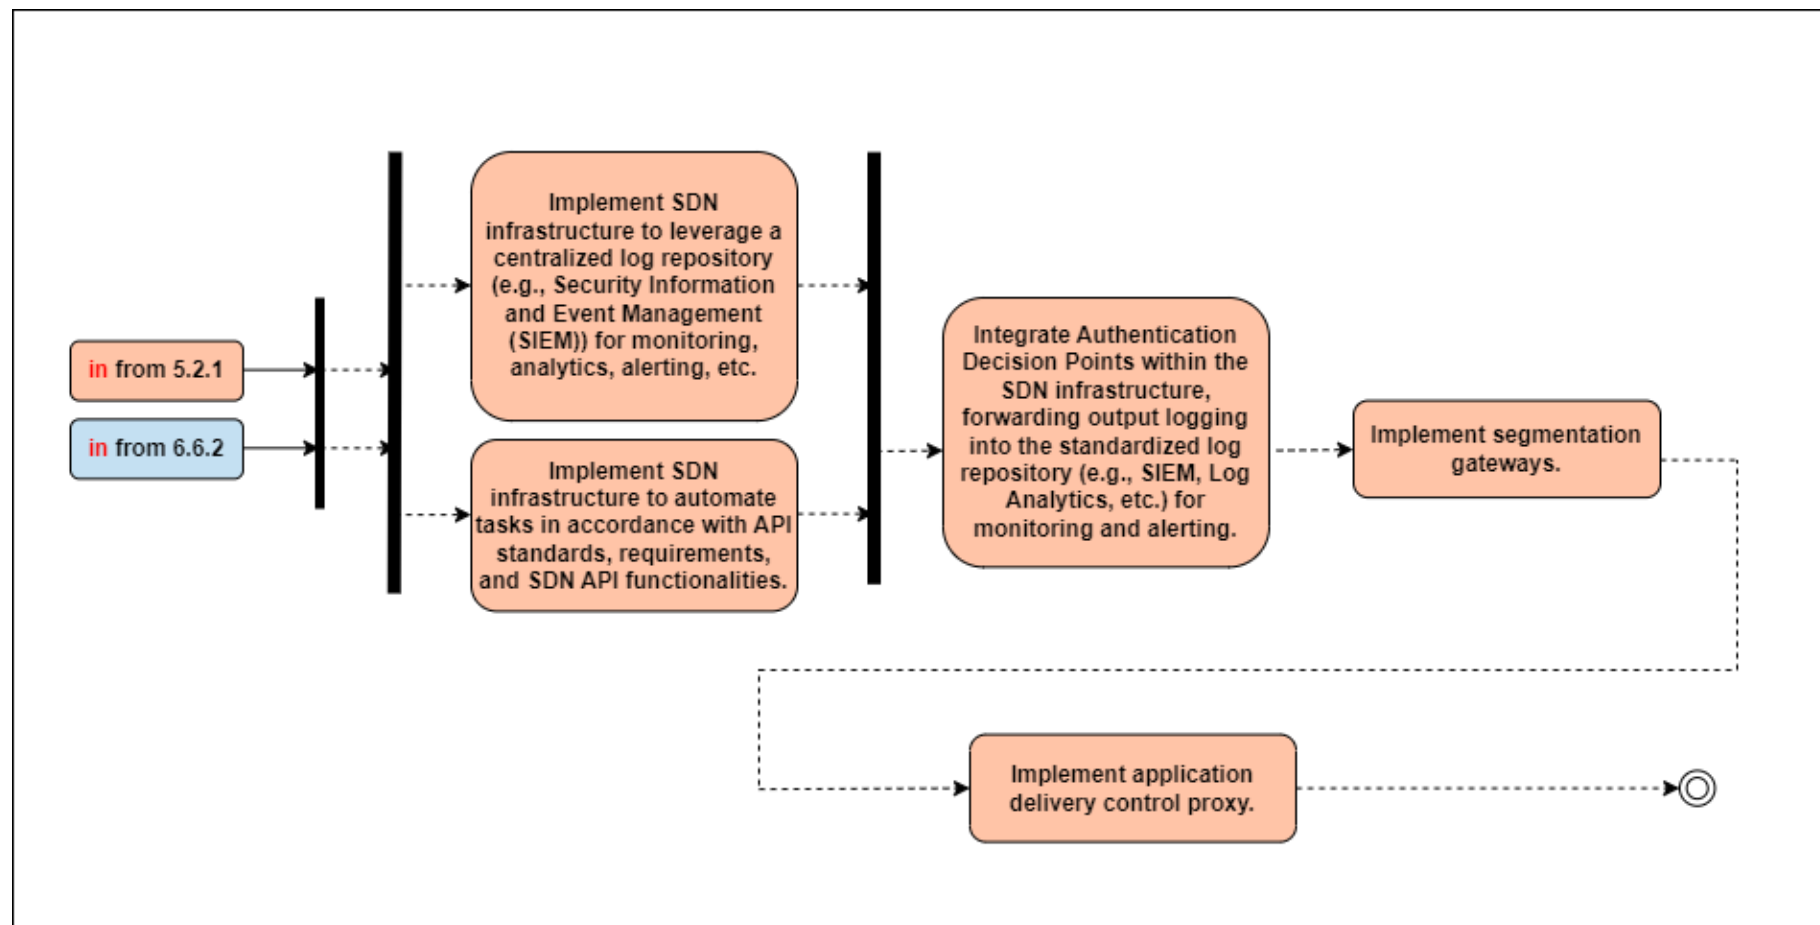 in from 5.2.1
in from 6.6.2
Implement SDN
infrastructure to leverage a
centralized log repository
(e.g., Security Information
and Event Management
(SIEM)) for monitoring,
analytics, alerting, etc.
Implement SDN
infrastructure to automate
tasks in accordance with API
standards, requirements,
and SDN API functionalities.
Integrate Authentication
Decision Points within the
SDN infrastructure,
forwarding output logging
into the standardized log
repository (e.g., SIEM, Log
Analytics, etc.) for
monitoring and alerting.
Implement segmentation
gateways.
Implement application
delivery control proxy.